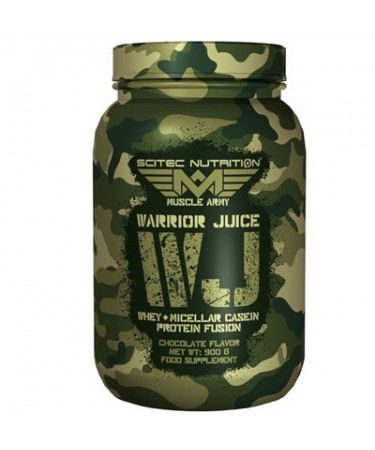 SCITEC NUTRITION
MUSCLE ARMY
WARRIOR JUICE
WJ
WHEY + MICELLAR CASEIN
PROTEIN FUSION
CHOCOLATE FLAVOR
NET WT: 900 G
FOOD SUPPLEMENT